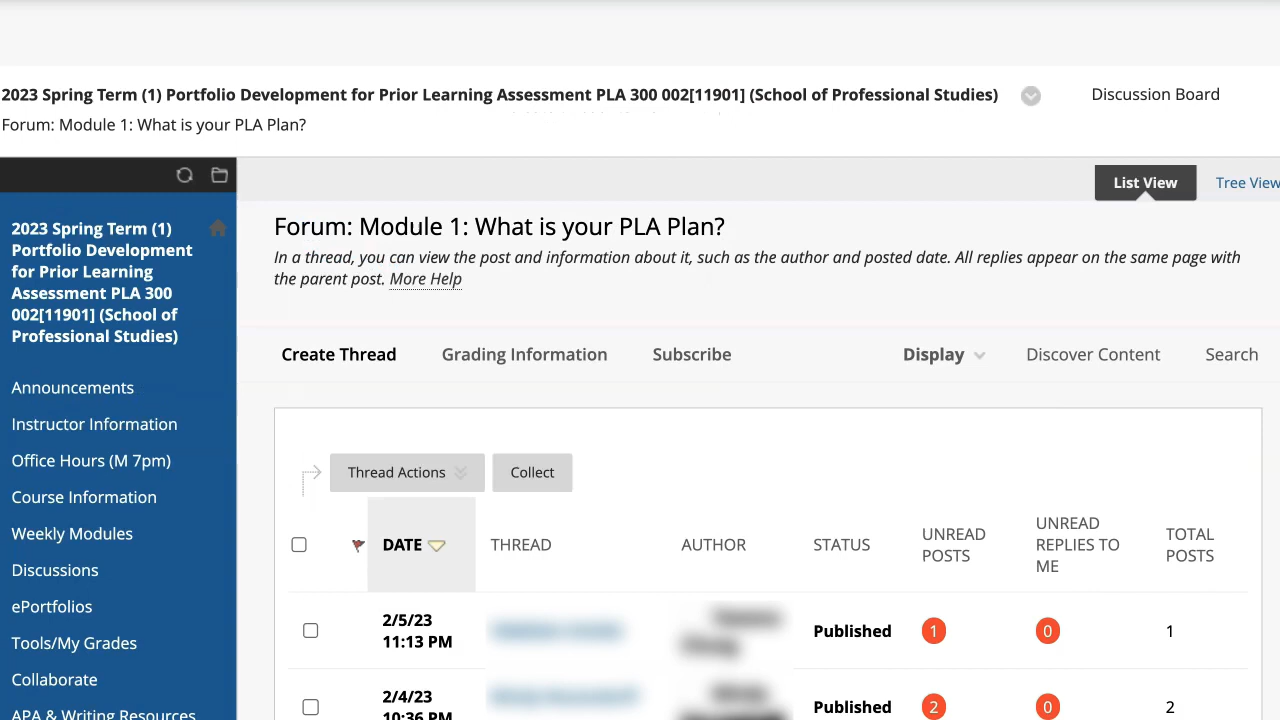 2023 Spring Term (1) Portfolio Development for Prior Learning Assessment PLA 300 002[11901] (School of Professional Studies)
Discussion Board
Forum: Module 1: What is your PLA Plan?
List View
Tree View
2023 Spring Term (1)
Portfolio Development
for Prior Learning
Assessment PLA 300
002[11901] (School of
Professional Studies)
Announcements
Instructor Information
Office Hours (M 7pm)
Course Information
Weekly Modules
Discussions
ePortfolios
Tools/My Grades
Collaborate
APA & Writing Resources
Forum: Module 1: What is your PLA Plan?
In a thread, you can view the post and information about it, such as the author and posted date. All replies appear on the same page with
the parent post. More Help
Create Thread
Grading Information
Subscribe
Display
Discover Content
Search
Thread Actions
Collect
DATE
THREAD
AUTHOR
STATUS
UNREAD
POSTS
UNREAD
REPLIES TO
ME
TOTAL
POSTS
2/5/23
11:13 PM
Published
1
0
1
2/4/23
10:36 PM
Published
2
0
2